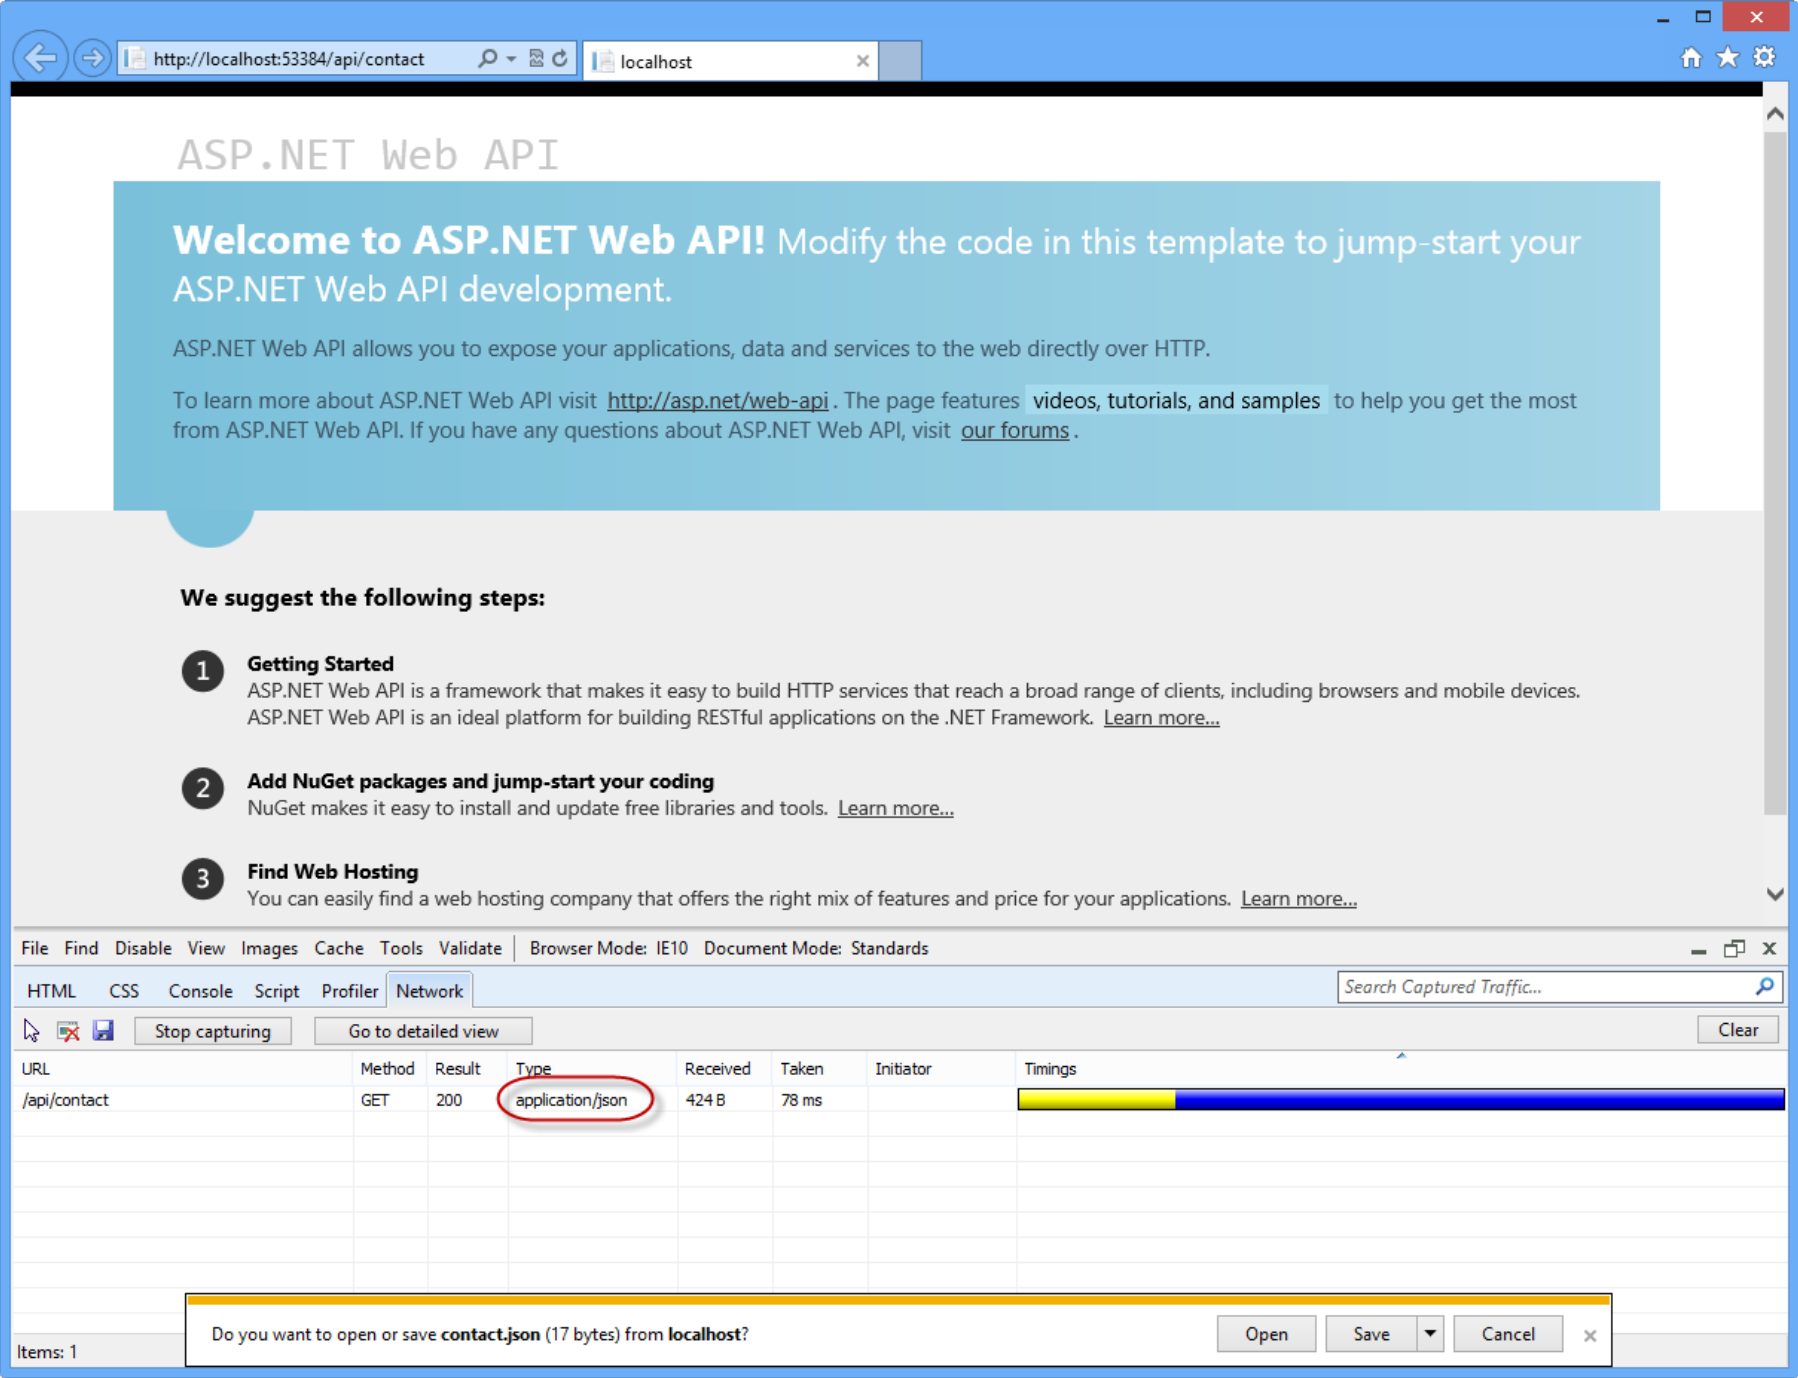 http://localhost:53384/api/contact
localhost
ASP.NET Web API
Welcome to ASP.NET Web API! Modify the code in this template to jump-start your
ASP.NET Web API development.
ASP.NET Web API allows you to expose your applications, data and services to the web directly over HTTP.
To learn more about ASP.NET Web API visit http://asp.net/web-api. The page features videos, tutorials, and samples to help you get the most
from ASP.NET Web API. If you have any questions about ASP.NET Web API, visit our forums.
We suggest the following steps:
1 Getting Started
ASP.NET Web API is a framework that makes it easy to build HTTP services that reach a broad range of clients, including browsers and mobile devices.
ASP.NET Web API is an ideal platform for building RESTful applications on the .NET Framework. Learn more...
2 Add NuGet packages and jump-start your coding
NuGet makes it easy to install and update free libraries and tools. Learn more...
3 Find Web Hosting
You can easily find a web hosting company that offers the right mix of features and price for your applications. Learn more...
File Find Disable View Images Cache Tools Validate Browser Mode: IE10 Document Mode: Standards
HTML CSS Console Script Profiler Network Search Captured Traffic...
Stop capturing Go to detailed view Clear
URL Method Result Type Received Taken Initiator Timings
/api/contact GET 200 application/json 424 B 78 ms
Do you want to open or save contact.json (17 bytes) from localhost? Open Save Cancel
Items: 1